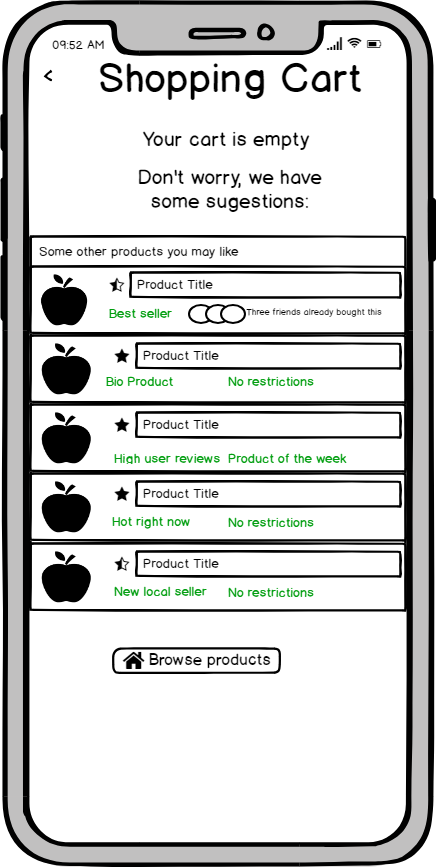 09:52 AM
Shopping Cart
Your cart is empty
Don't worry, we have
some sugestions:
Some other products you may like
Product Title
Best seller Three friends already bought this
Product Title
Bio Product No restrictions
Product Title
High user reviews Product of the week
Product Title
Hot right now No restrictions
Product Title
New local seller No restrictions
Browse products